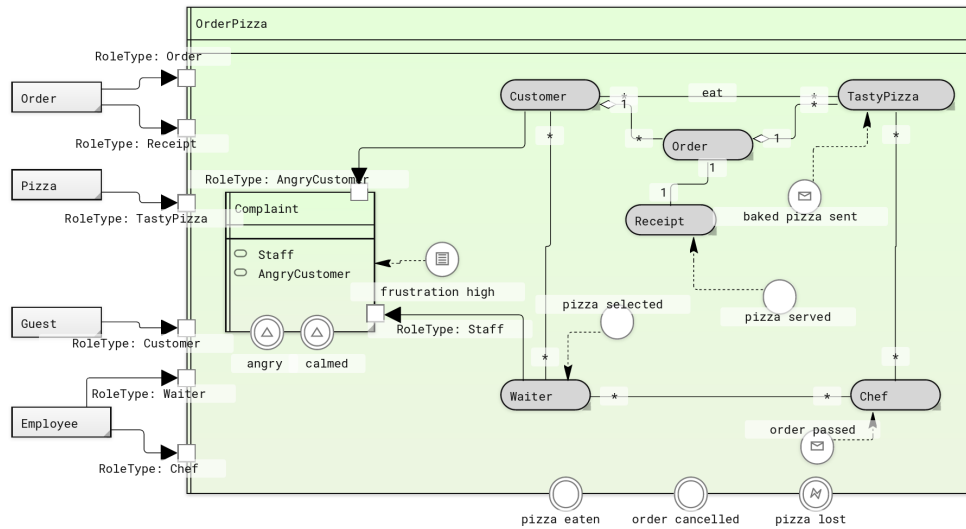 OrderPizza
RoleType: Order
Order
RoleType: Receipt
Pizza
RoleType: TastyPizza
Guest
RoleType: Customer
RoleType: Waiter
Employee
RoleType: Chef
RoleType: AngryCustomer
Complaint
Staff
AngryCustomer
angry
calmed
frustration high
RoleType: Staff
Customer
*
eat
*
TastyPizza
1
*
*
*
*
Order
1
1
1
Receipt
baked pizza sent
pizza selected
pizza served
*
*
Waiter
*
*
Chef
order passed
pizza eaten
order cancelled
pizza lost